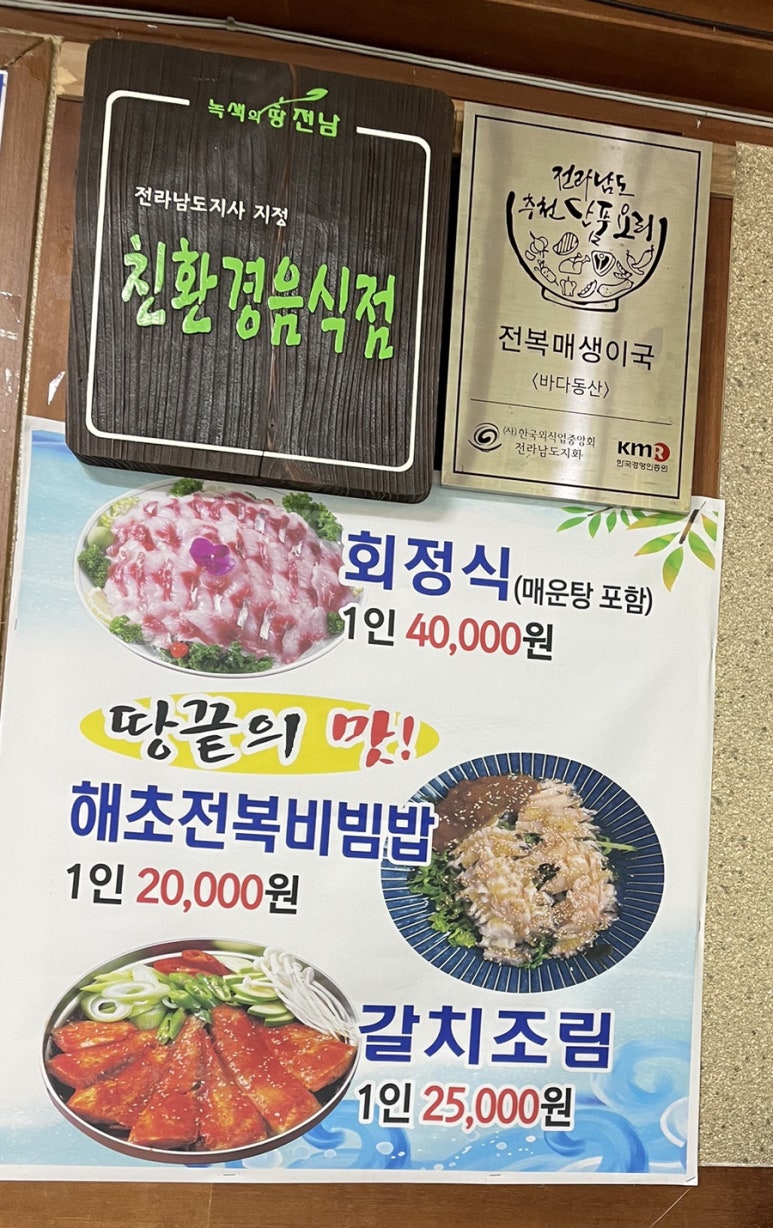 녹색의 땅 전남
전라남도지사 지정
친환경음식점
전라남도
추천 단품요리
전복매생이국
〈바다동산〉
(사)한국외식업중앙회
전라남도지회
KMR
한국경영인증원
회정식(매운탕 포함)
1인 40,000원
땅끝의 맛!
해초전복비빔밥
1인 20,000원
갈치조림
1인 25,000원